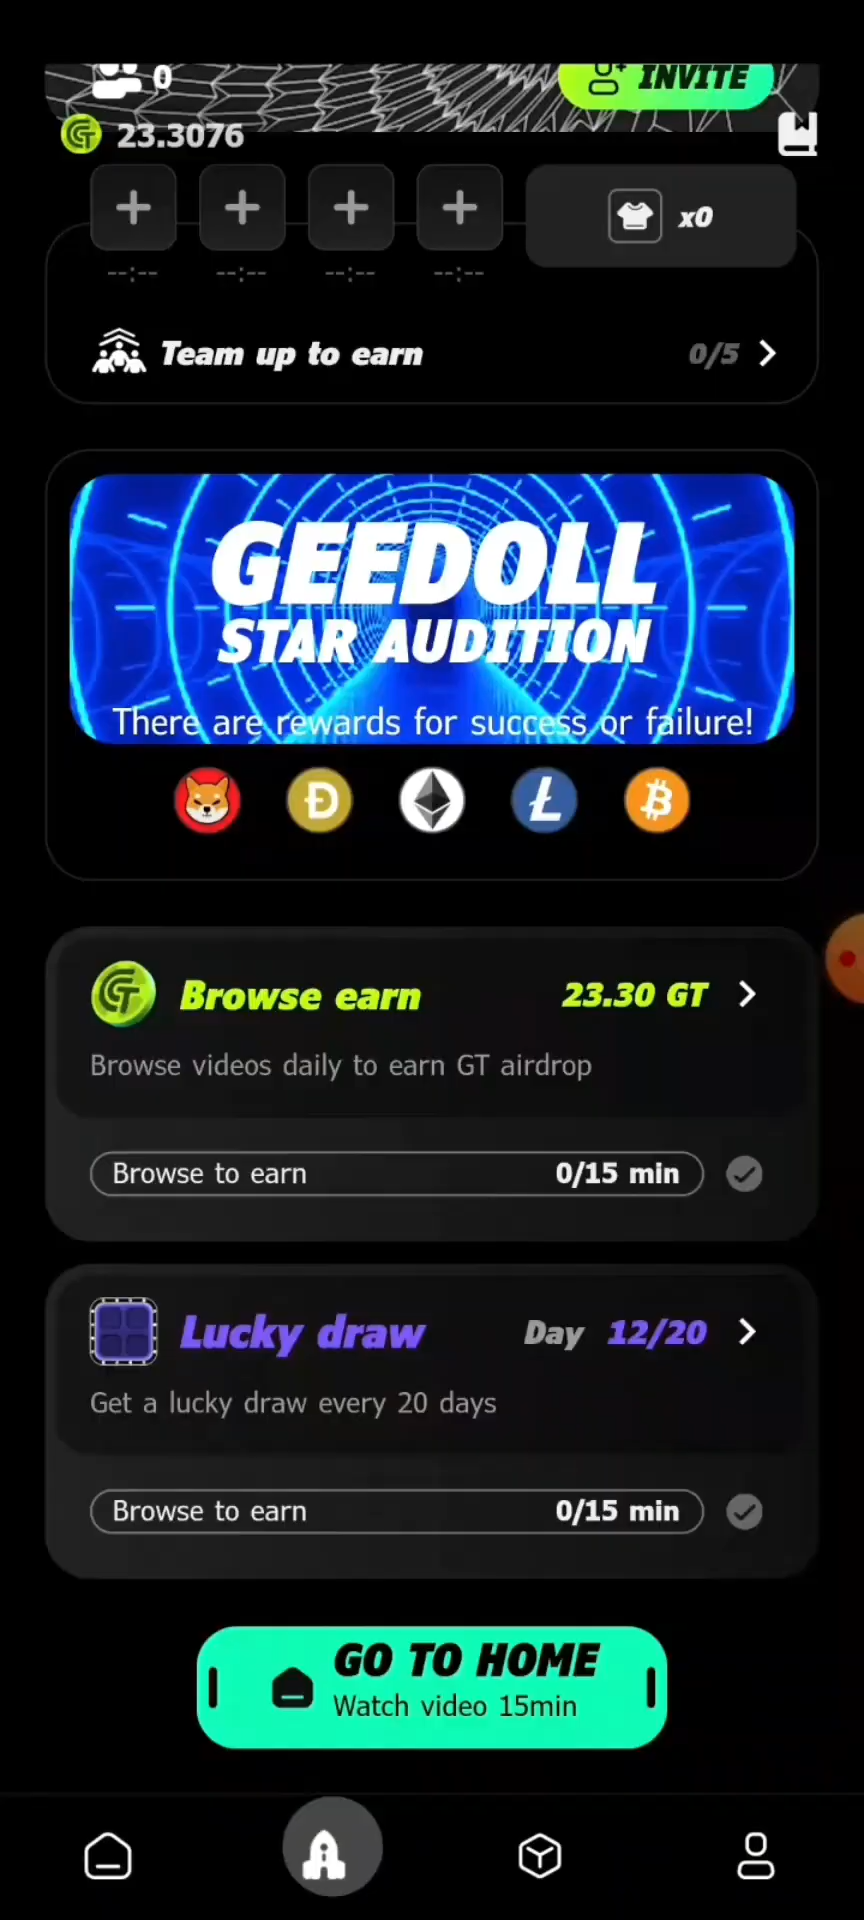 0
INVITE
23.3076
x0
--:-- --:-- --:-- --:--
Team up to earn 0/5
GEEDOLL
STAR AUDITION
There are rewards for success or failure!
Browse earn 23.30 GT
Browse videos daily to earn GT airdrop
Browse to earn 0/15 min
Lucky draw Day 12/20
Get a lucky draw every 20 days
Browse to earn 0/15 min
GO TO HOME
Watch video 15min